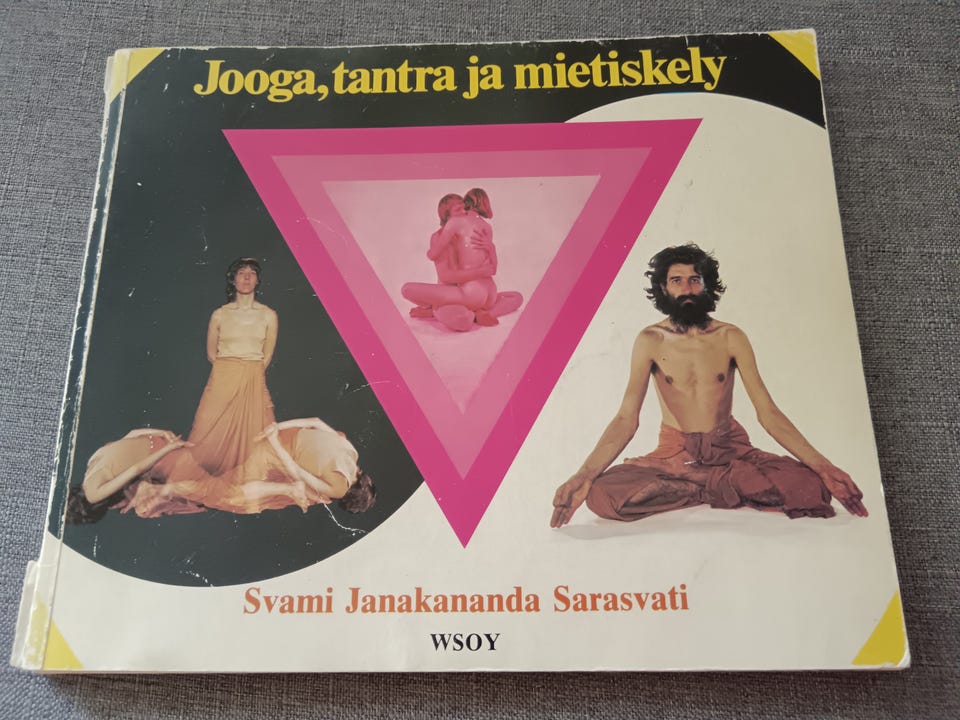 Jooga, tantra ja mietiskely
Svami Janakananda Sarasvati
WSOY